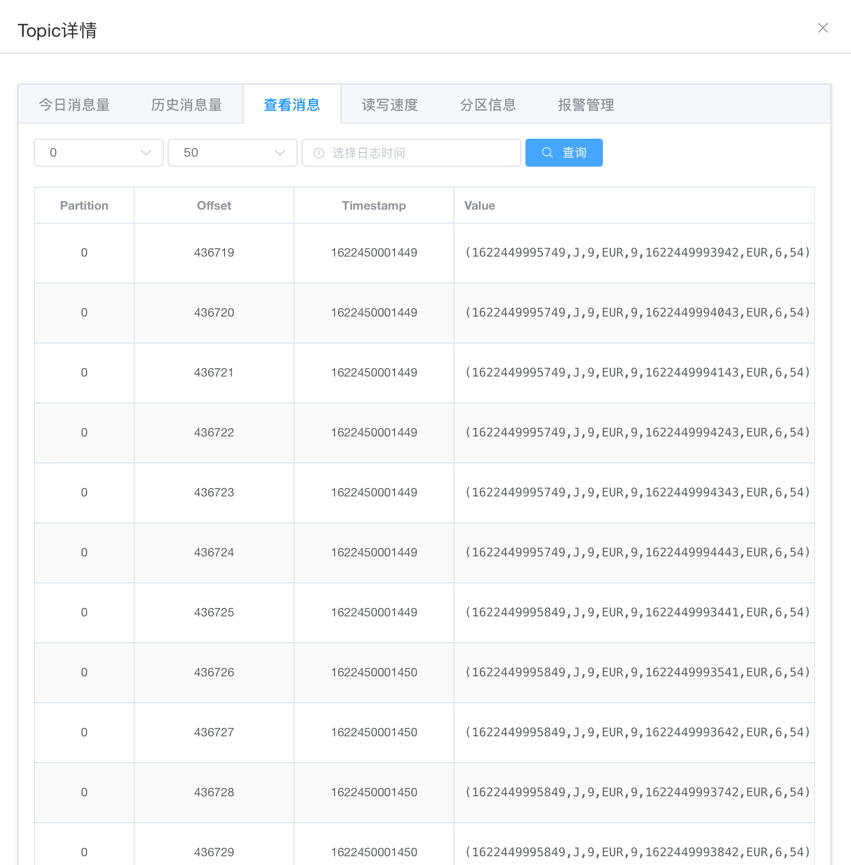 Topic详情
今日消息量 历史消息量 查看消息 读写速度 分区信息 报警管理
0 50 选择日志时间 查询
Partition Offset Timestamp Value
0 436719 1622450001449 (1622449995749,J,9,EUR,9,1622449993942,EUR,6,54)
0 436720 1622450001449 (1622449995749,J,9,EUR,9,1622449994043,EUR,6,54)
0 436721 1622450001449 (1622449995749,J,9,EUR,9,1622449994143,EUR,6,54)
0 436722 1622450001449 (1622449995749,J,9,EUR,9,1622449994243,EUR,6,54)
0 436723 1622450001449 (1622449995749,J,9,EUR,9,1622449994343,EUR,6,54)
0 436724 1622450001449 (1622449995749,J,9,EUR,9,1622449994443,EUR,6,54)
0 436725 1622450001449 (1622449995849,J,9,EUR,9,1622449993441,EUR,6,54)
0 436726 1622450001450 (1622449995849,J,9,EUR,9,1622449993541,EUR,6,54)
0 436727 1622450001450 (1622449995849,J,9,EUR,9,1622449993642,EUR,6,54)
0 436728 1622450001450 (1622449995849,J,9,EUR,9,1622449993742,EUR,6,54)
0 436729 1622450001450 (1622449995849,J,9,EUR,9,1622449993842,EUR,6,54)